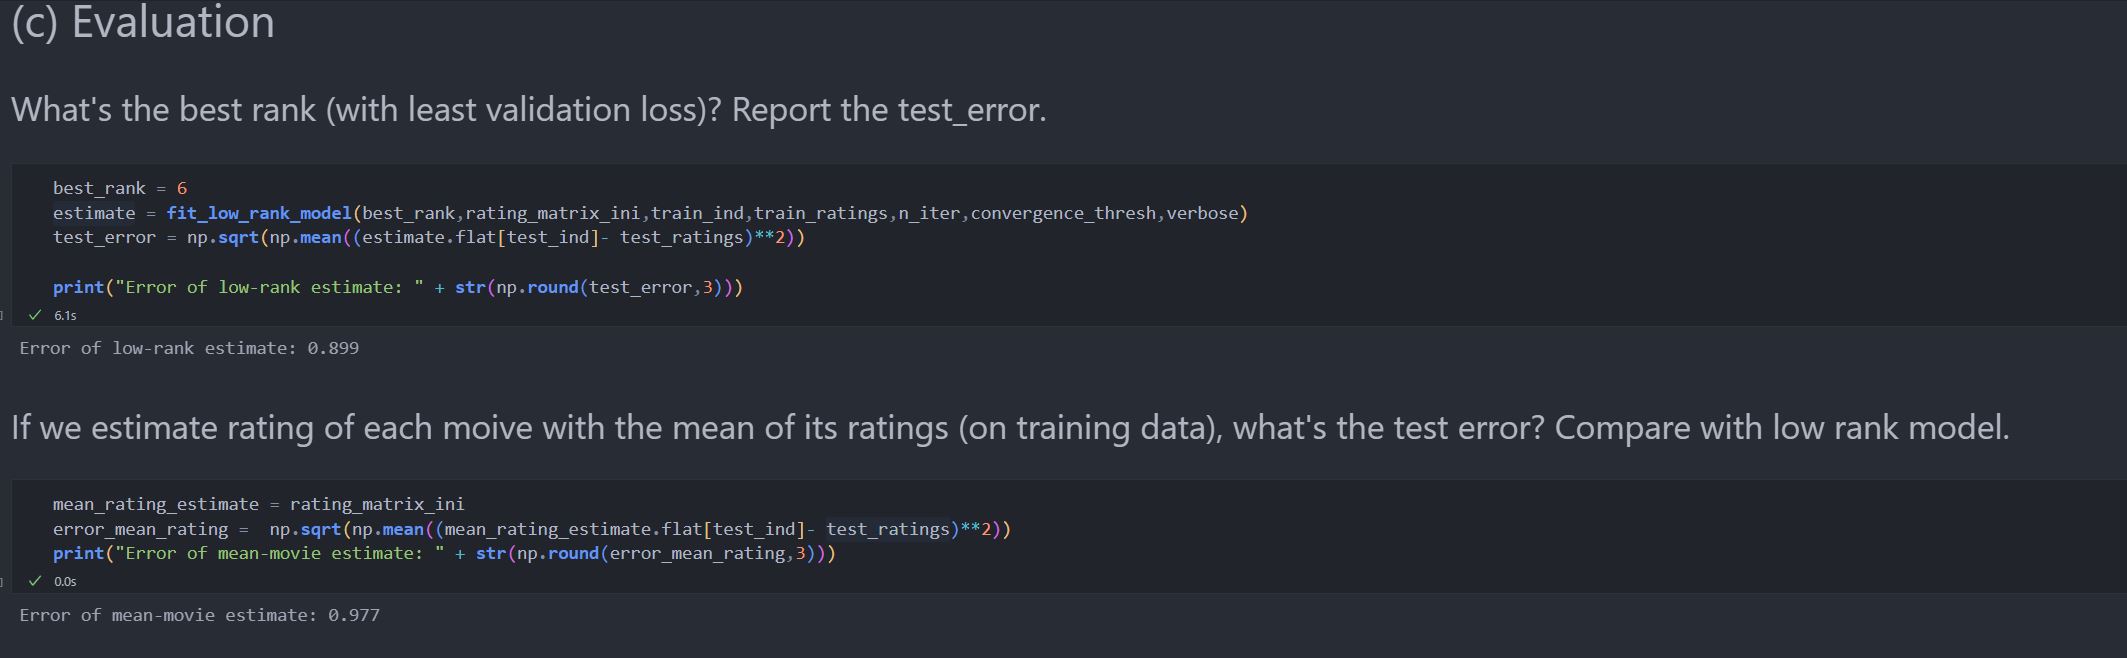 (c) Evaluation
What's the best rank (with least validation loss)? Report the test_error.
best_rank = 6
estimate = fit_low_rank_model(best_rank,rating_matrix_ini,train_ind,train_ratings,n_iter,convergence_thresh,verbose)
test_error = np.sqrt(np.mean((estimate.flat[test_ind]- test_ratings)**2))
print("Error of low-rank estimate: " + str(np.round(test_error,3)))
✓ 6.1s
Error of low-rank estimate: 0.899
If we estimate rating of each moive with the mean of its ratings (on training data), what's the test error? Compare with low rank model.
mean_rating_estimate = rating_matrix_ini
error_mean_rating =  np.sqrt(np.mean((mean_rating_estimate.flat[test_ind]- test_ratings)**2))
print("Error of mean-movie estimate: " + str(np.round(error_mean_rating,3)))
✓ 0.0s
Error of mean-movie estimate: 0.977